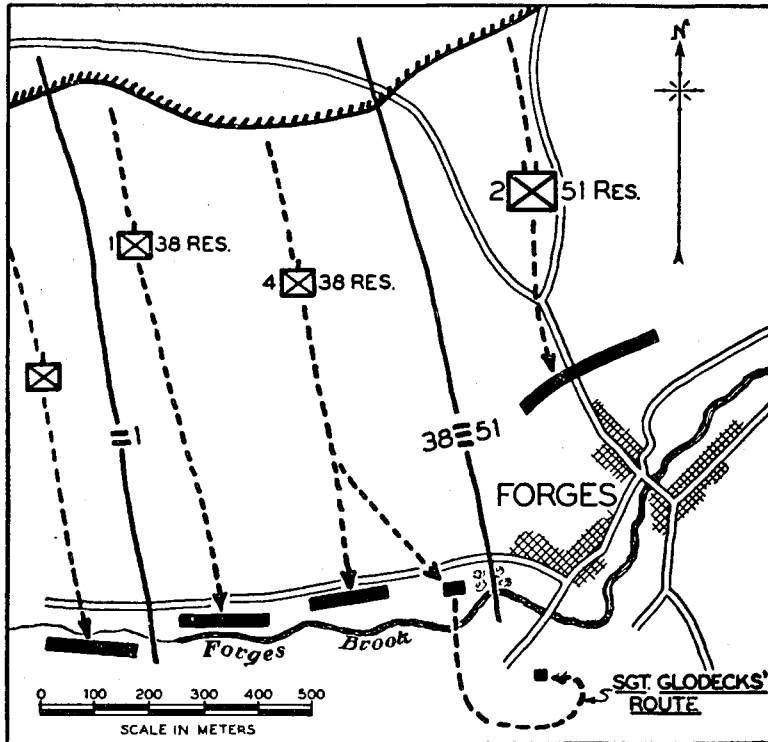 N
2 51 RES.
1 38 RES.
4 38 RES.
1
38 51
FORGES
Forges Brook
0 100 200 300 400 500
SCALE IN METERS
SGT. GLODECKS'
ROUTE